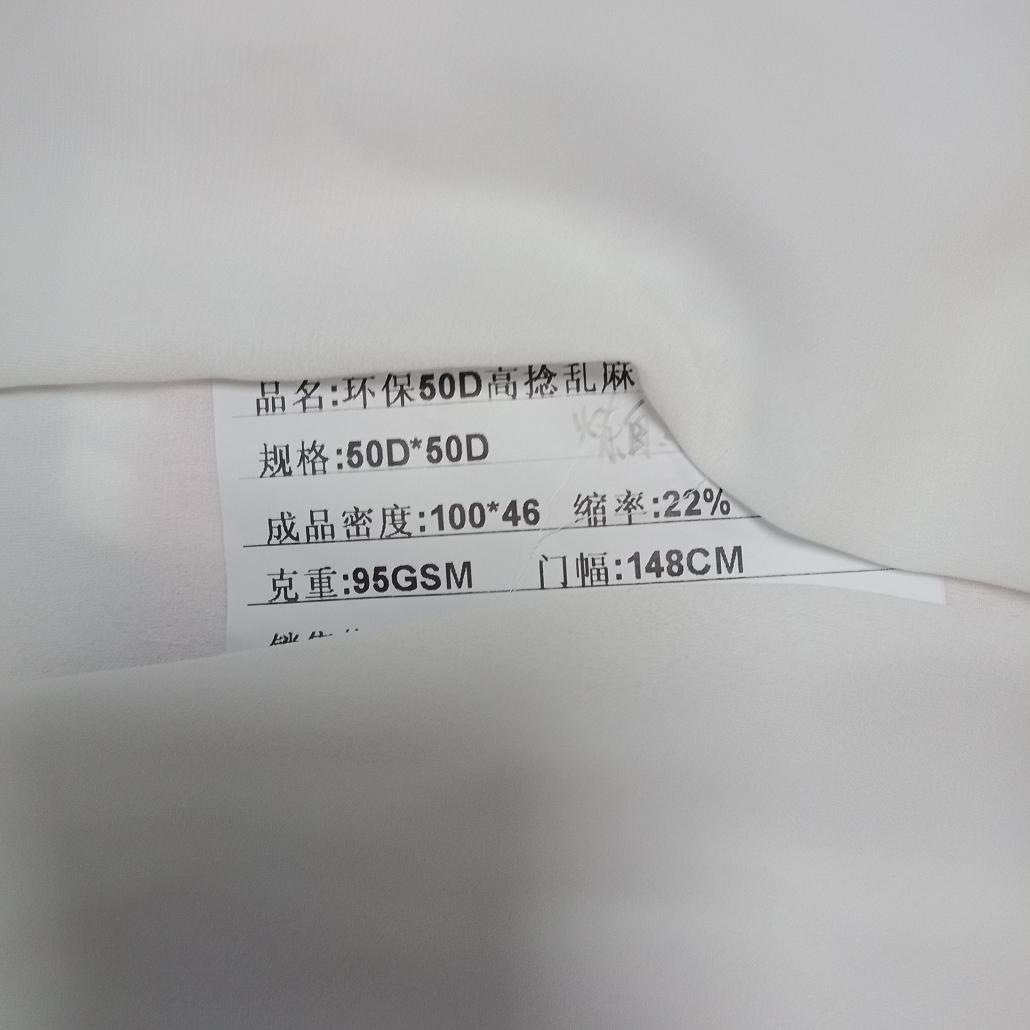 品名:环保50D高捻乱麻
规格:50D*50D
成品密度:100*46 缩率:22%
克重:95GSM 门幅:148CM